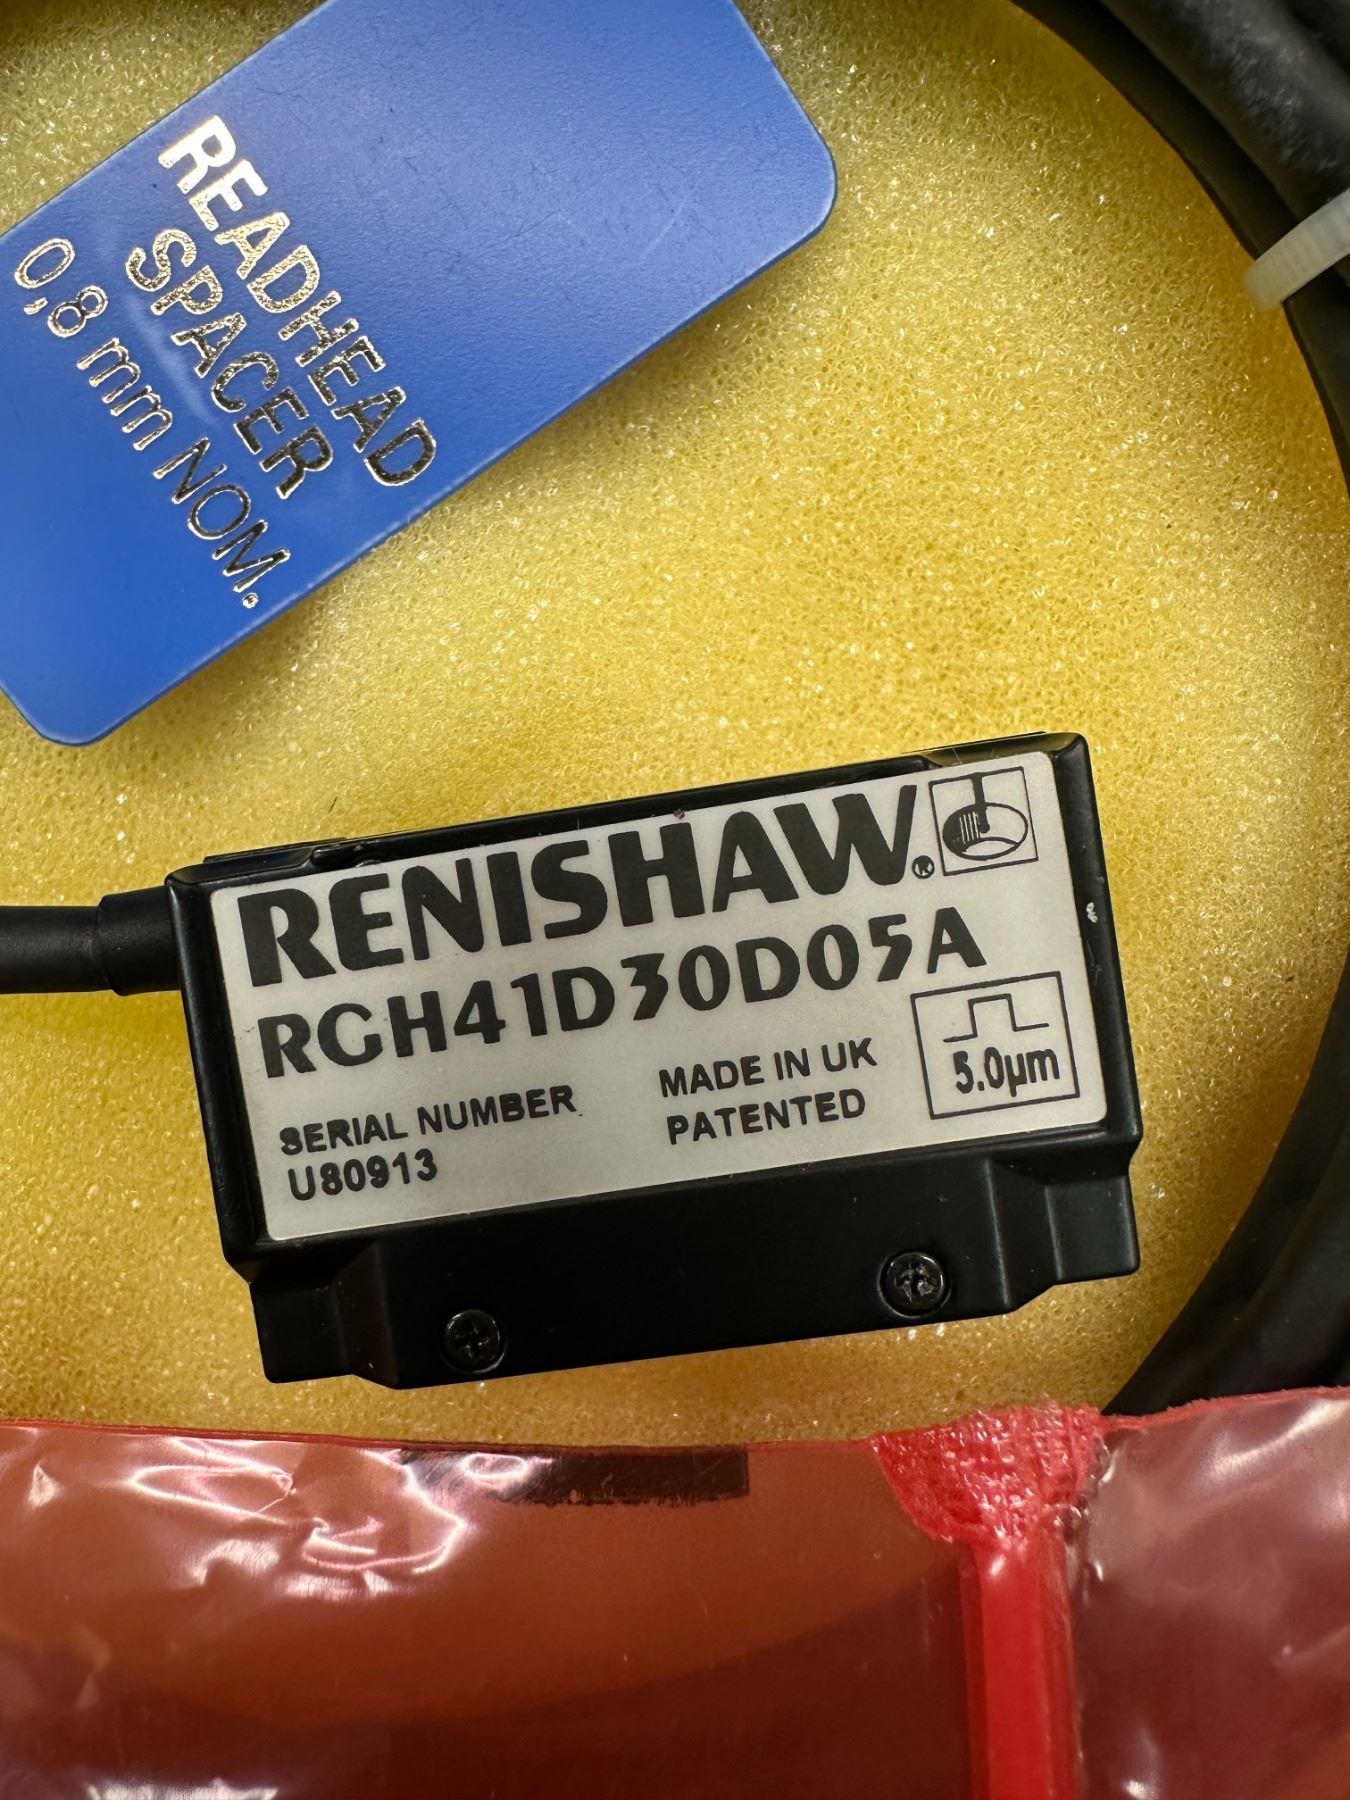 READHEAD
SPACER
0,8 mm NOM.
RENISHAW®
RGH41D30D05A
SERIAL NUMBER
U80913
MADE IN UK
PATENTED
5.0µm